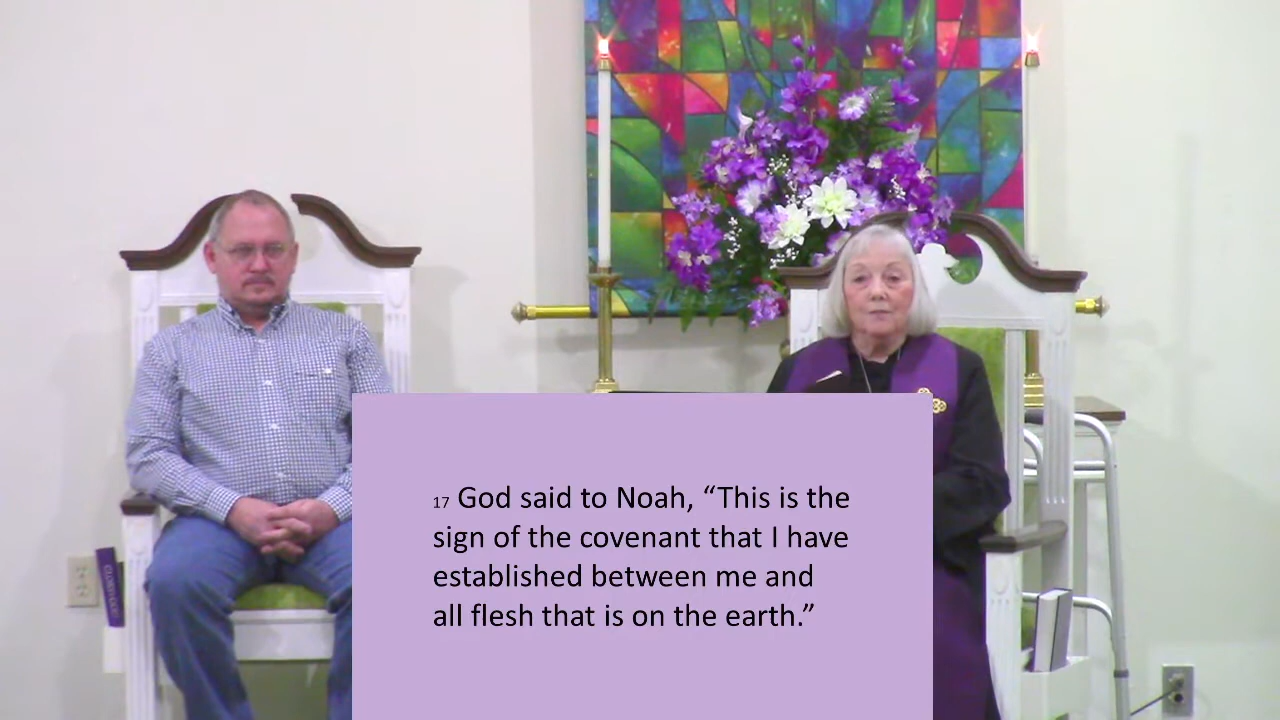 17 God said to Noah, “This is the
sign of the covenant that I have
established between me and
all flesh that is on the earth.”